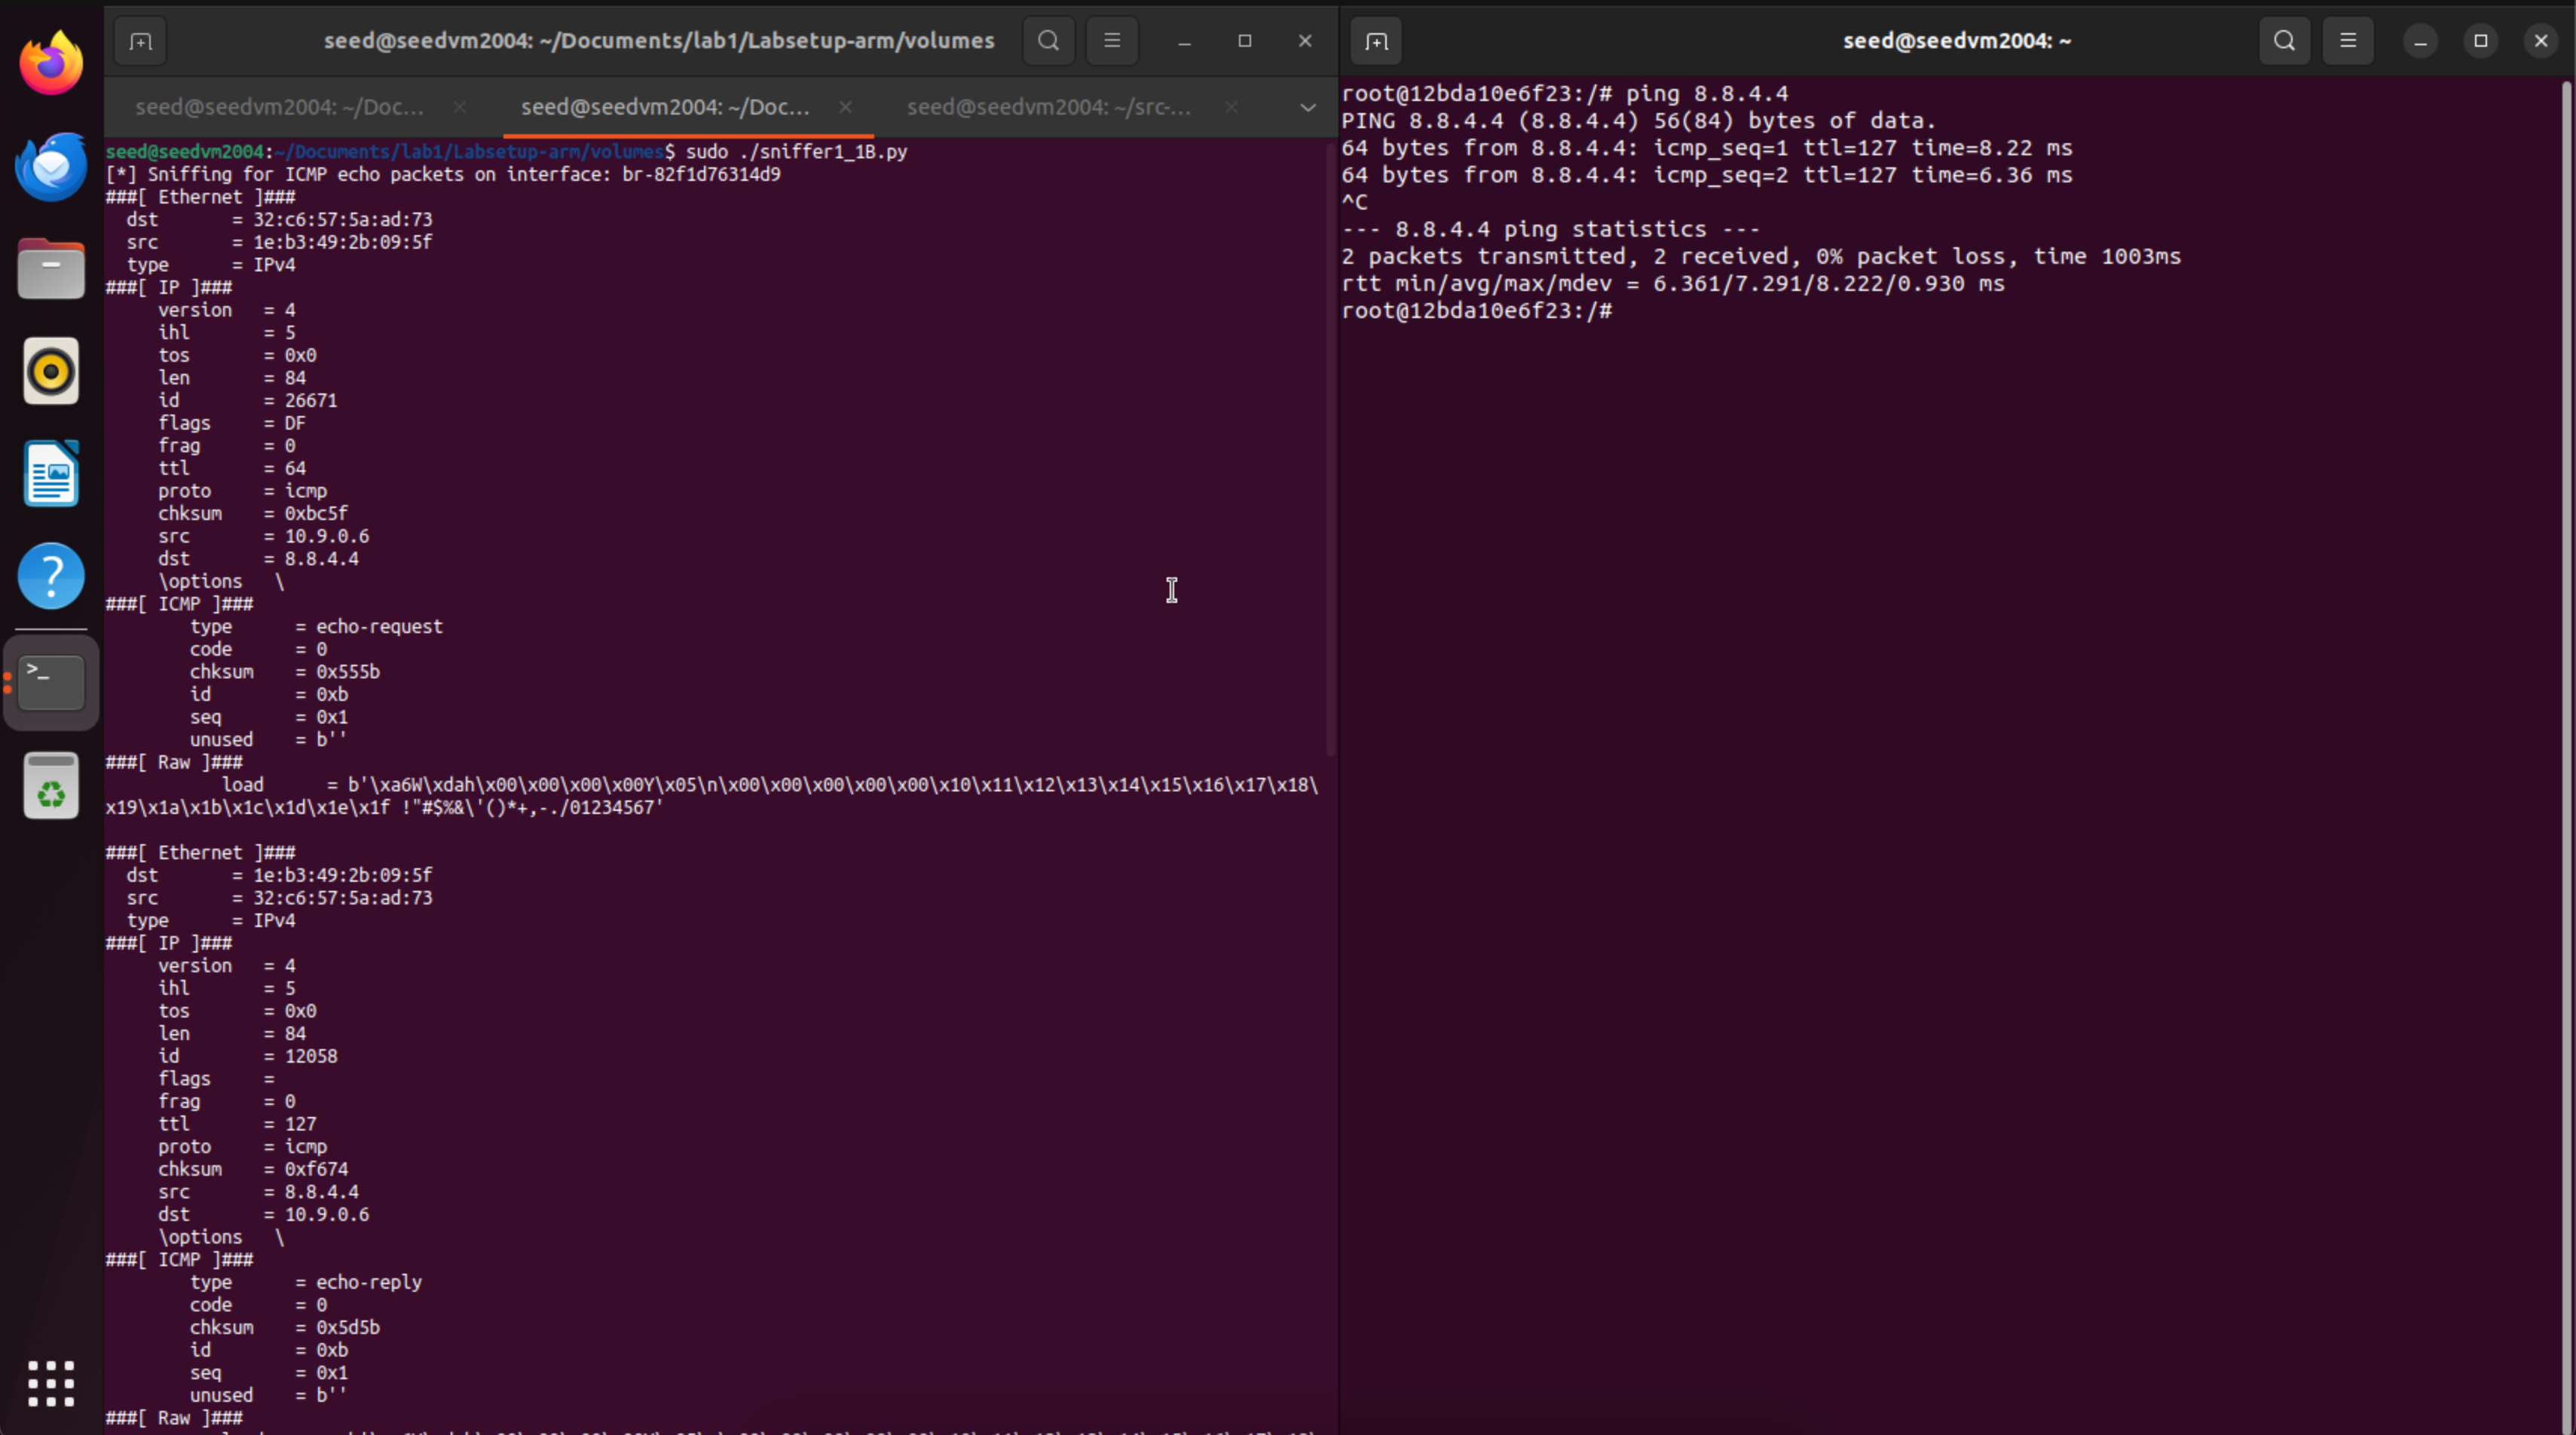 seed@seedvm2004: ~/Documents/lab1/Labsetup-arm/volumes
seed@seedvm2004: ~/Doc...
seed@seedvm2004: ~/Doc...
seed@seedvm2004: ~/src-...
seed@seedvm2004:~/Documents/lab1/Labsetup-arm/volumes$ sudo ./sniffer1_1B.py
[*] Sniffing for ICMP echo packets on interface: br-82f1d76314d9
###[ Ethernet ]###
  dst       = 32:c6:57:5a:ad:73
  src       = 1e:b3:49:2b:09:5f
  type      = IPv4
###[ IP ]###
     version   = 4
     ihl       = 5
     tos       = 0x0
     len       = 84
     id        = 26671
     flags     = DF
     frag      = 0
     ttl       = 64
     proto     = icmp
     chksum    = 0xbc5f
     src       = 10.9.0.6
     dst       = 8.8.4.4
     \options   \
###[ ICMP ]###
        type      = echo-request
        code      = 0
        chksum    = 0x555b
        id        = 0xb
        seq       = 0x1
        unused    = b''
###[ Raw ]###
           load      = b'\xa6W\xdah\x00\x00\x00\x00Y\x05\n\x00\x00\x00\x00\x00\x10\x11\x12\x13\x14\x15\x16\x17\x18\
x19\x1a\x1b\x1c\x1d\x1e\x1f !"#$%&\'()*+,-./01234567'
###[ Ethernet ]###
  dst       = 1e:b3:49:2b:09:5f
  src       = 32:c6:57:5a:ad:73
  type      = IPv4
###[ IP ]###
     version   = 4
     ihl       = 5
     tos       = 0x0
     len       = 84
     id        = 12058
     flags     =
     frag      = 0
     ttl       = 127
     proto     = icmp
     chksum    = 0xf674
     src       = 8.8.4.4
     dst       = 10.9.0.6
     \options   \
###[ ICMP ]###
        type      = echo-reply
        code      = 0
        chksum    = 0x5d5b
        id        = 0xb
        seq       = 0x1
        unused    = b''
###[ Raw ]###
seed@seedvm2004: ~
root@12bda10e6f23:/# ping 8.8.4.4
PING 8.8.4.4 (8.8.4.4) 56(84) bytes of data.
64 bytes from 8.8.4.4: icmp_seq=1 ttl=127 time=8.22 ms
64 bytes from 8.8.4.4: icmp_seq=2 ttl=127 time=6.36 ms
^C
--- 8.8.4.4 ping statistics ---
2 packets transmitted, 2 received, 0% packet loss, time 1003ms
rtt min/avg/max/mdev = 6.361/7.291/8.222/0.930 ms
root@12bda10e6f23:/#